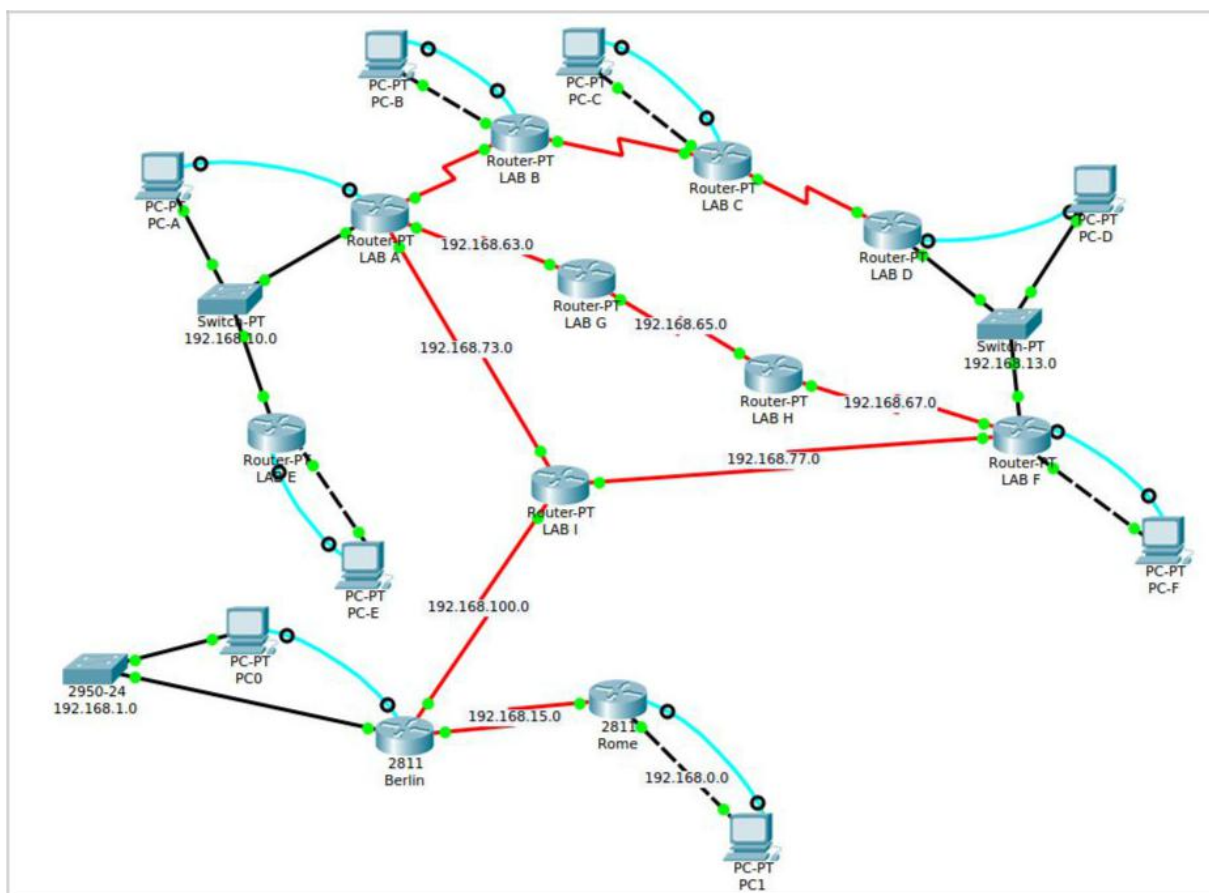 PC-PT
PC-B
PC-PT
PC-C
Router-PT
LAB B
Router-PT
LAB C
PC-PT
PC-A
PC-PT
PC-D
Router-PT
LAB A
192.168.63.0
Router-PT
LAB D
Router-PT
LAB G
Switch-PT
192.168.10.0
192.168.65.0
192.168.73.0
Switch-PT
192.168.13.0
Router-PT
LAB H
192.168.67.0
Router-PT
LAB E
192.168.77.0
Router-PT
LAB F
Router-PT
LAB I
PC-PT
PC-E
PC-PT
PC-F
192.168.100.0
PC-PT
PC0
2950-24
192.168.1.0
192.168.15.0
2811
Rome
2811
Berlin
192.168.0.0
PC-PT
PC1